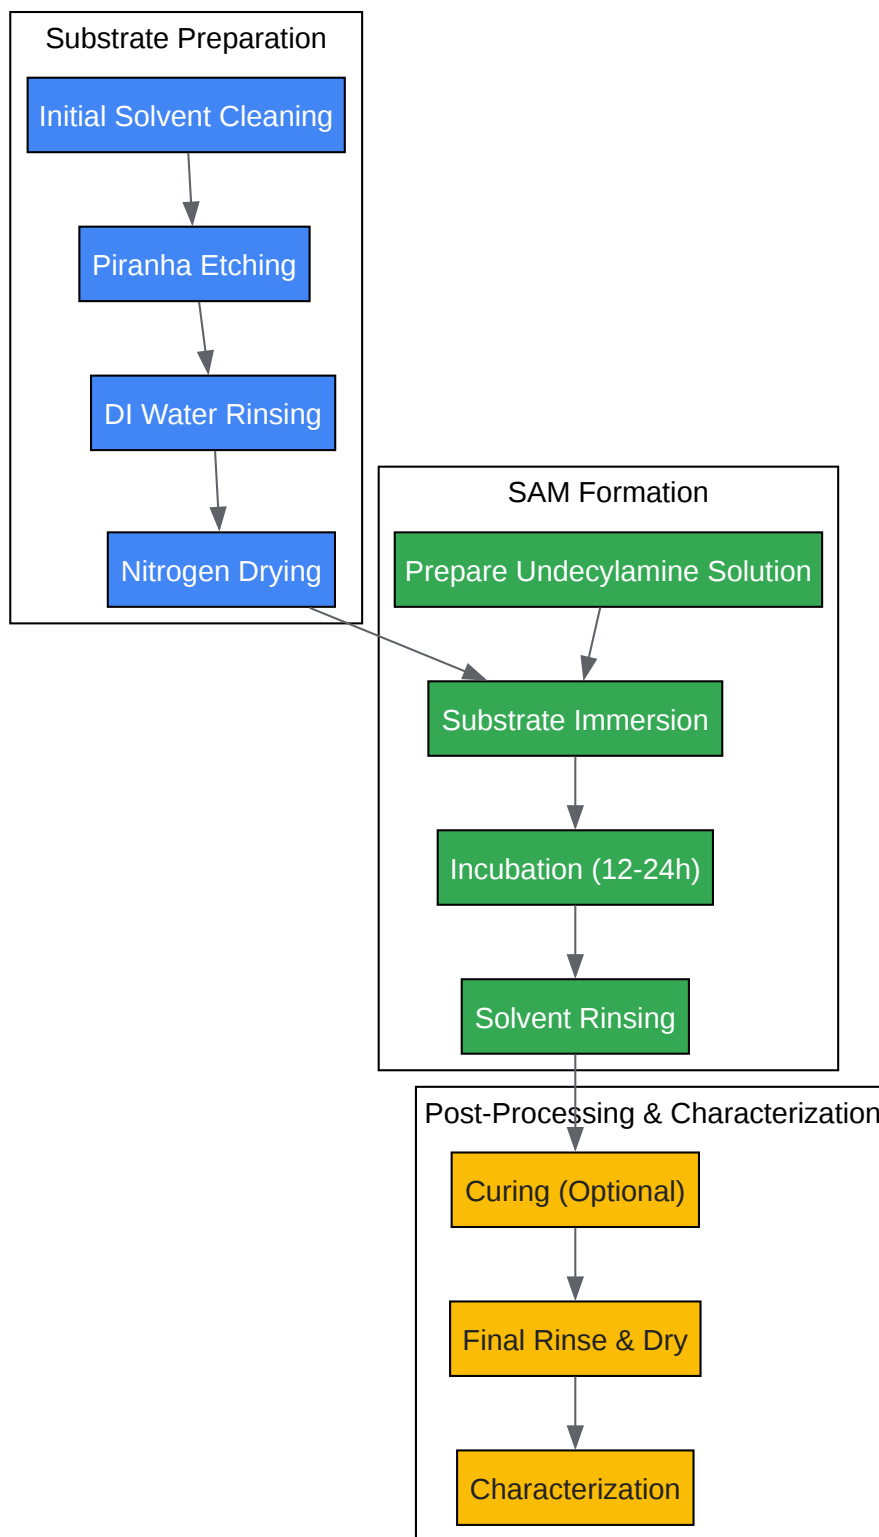 Substrate Preparation
Initial Solvent Cleaning
Piranha Etching
DI Water Rinsing
Nitrogen Drying
SAM Formation
Prepare Undecylamine Solution
Substrate Immersion
Incubation (12-24h)
Solvent Rinsing
Post-Processing & Characterization
Curing (Optional)
Final Rinse & Dry
Characterization